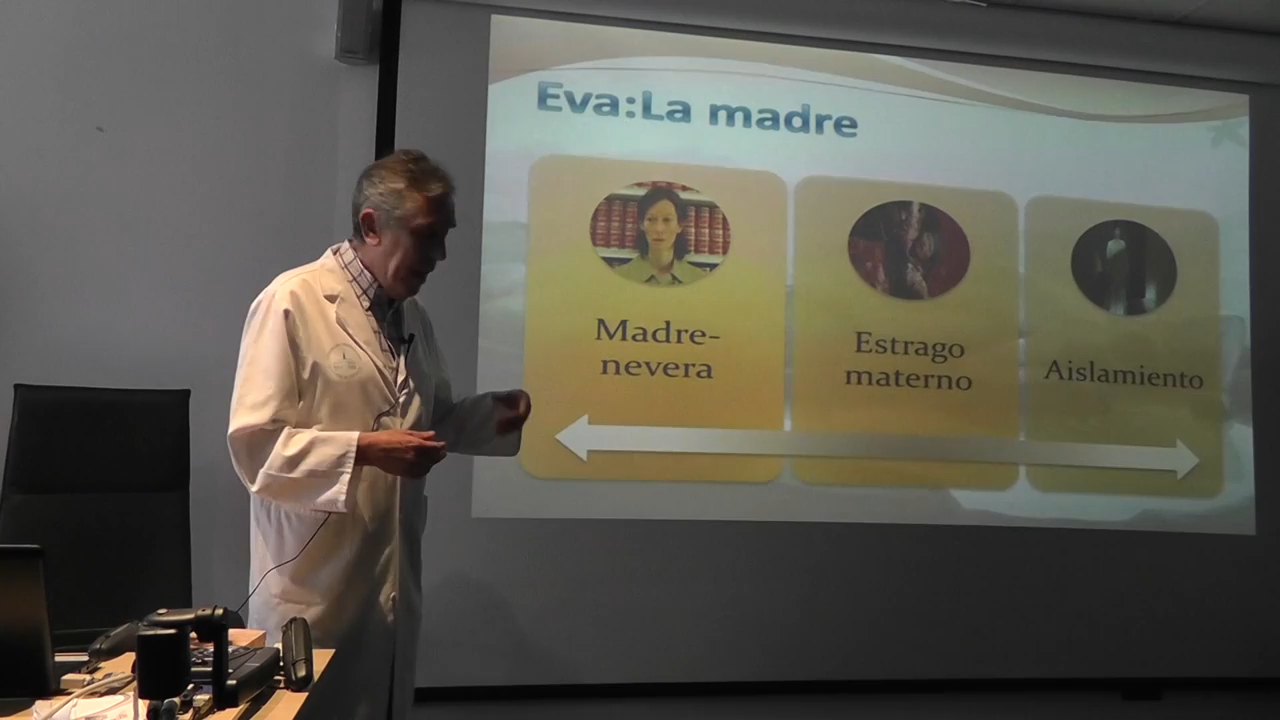 Eva:La madre
Madre-
nevera
Estrago
materno
Aislamiento